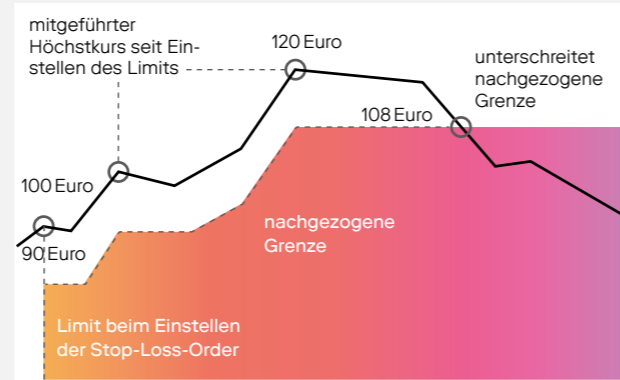 mitgeführter
Höchstkurs seit Ein-
stellen des Limits
120 Euro
unterschreitet
nachgezogene
Grenze
108 Euro
100 Euro
90 Euro
nachgezogene
Grenze
Limit beim Einstellen
der Stop-Loss-Order